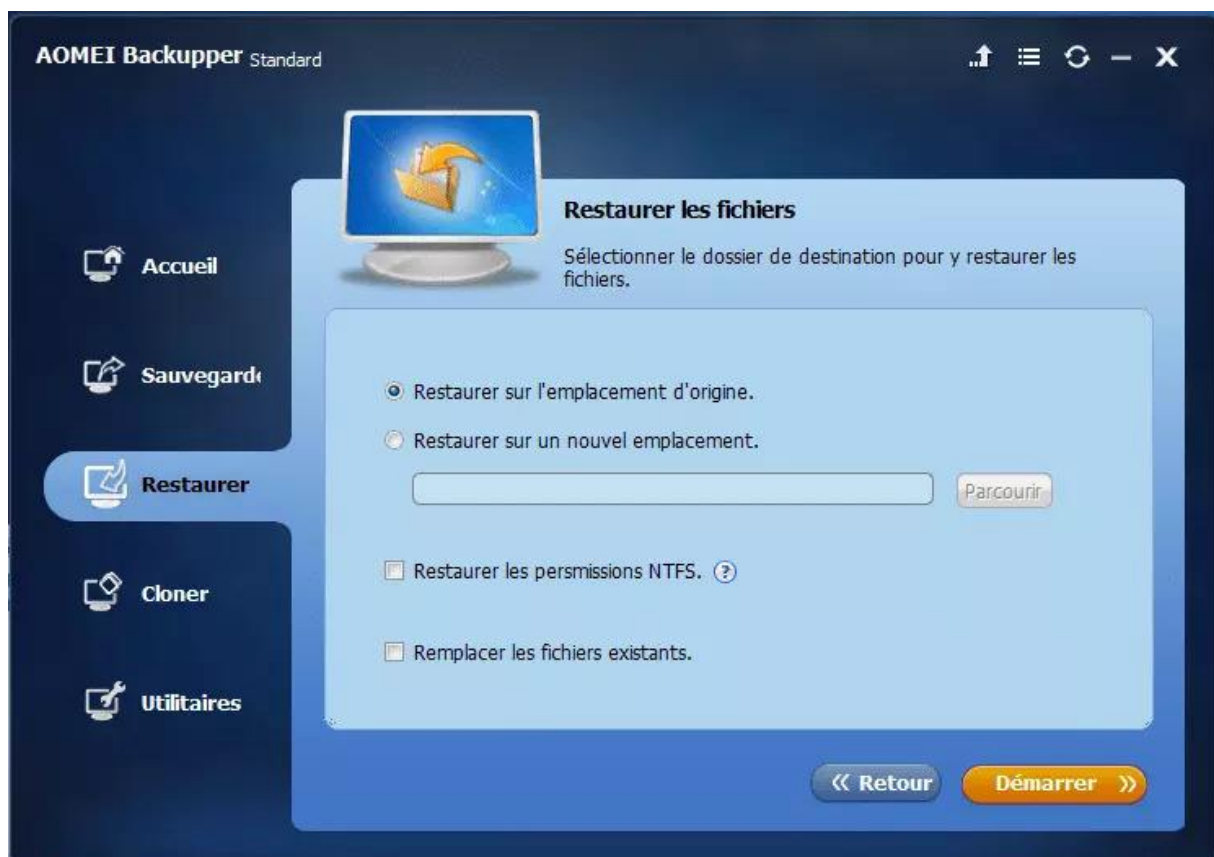 AOMEI Backupper Standard
Restaurer les fichiers
Sélectionner le dossier de destination pour y restaurer les
fichiers.
Accueil
Sauvegarde
Restaurer
Cloner
Utilitaires
Restaurer sur l'emplacement d'origine.
Restaurer sur un nouvel emplacement.
Parcourir
Restaurer les persmissions NTFS. ?
Remplacer les fichiers existants.
« Retour
Démarrer »